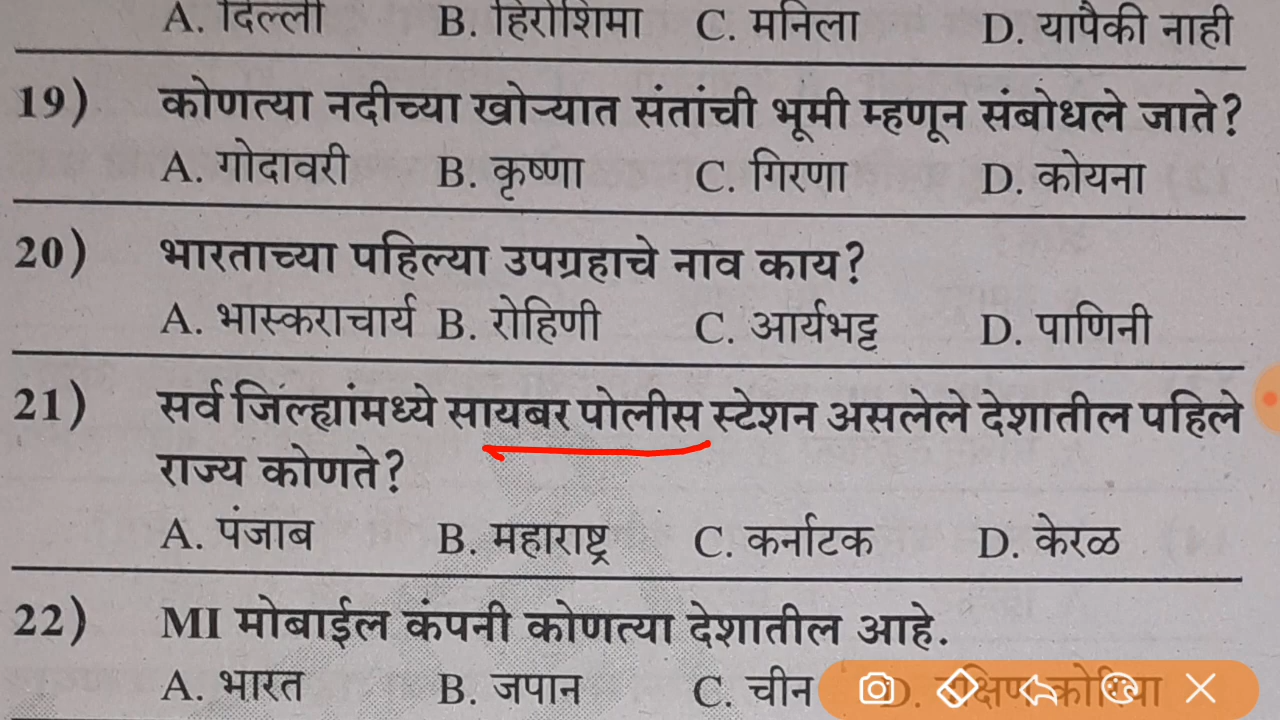 A. दिल्ली B. हिरोशिमा C. मनिला D. यापैकी नाही
19) कोणत्या नदीच्या खोऱ्यात संतांची भूमी म्हणून संबोधले जाते?
A. गोदावरी B. कृष्णा C. गिरणा D. कोयना
20) भारताच्या पहिल्या उपग्रहाचे नाव काय?
A. भास्कराचार्य B. रोहिणी C. आर्यभट्ट D. पाणिनी
21) सर्व जिल्ह्यांमध्ये सायबर पोलीस स्टेशन असलेले देशातील पहिले
राज्य कोणते?
A. पंजाब B. महाराष्ट्र C. कर्नाटक D. केरळ
22) MI मोबाईल कंपनी कोणत्या देशातील आहे.
A. भारत B. जपान C. चीन D.